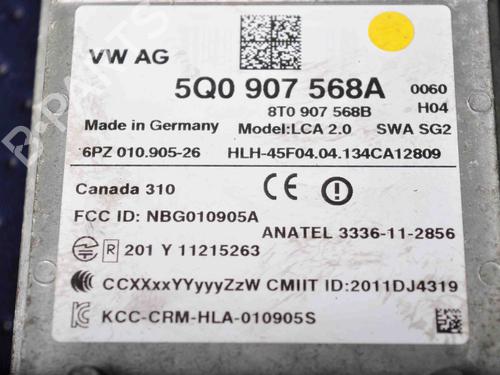 VW AG
5Q0 907 568A 0060
8T0 907 568B H04
Made in Germany Model:LCA 2.0 SWA SG2
6PZ 010.905-26 HLH-45F04.04.134CA12809
Canada 310 CE
FCC ID: NBG010905A
ANATEL 3336-11-2856
R 201 Y 11215263
CCXXxxYYyyyZzW CMIIT ID:2011DJ4319
KCC-CRM-HLA-010905S
B-PARTS